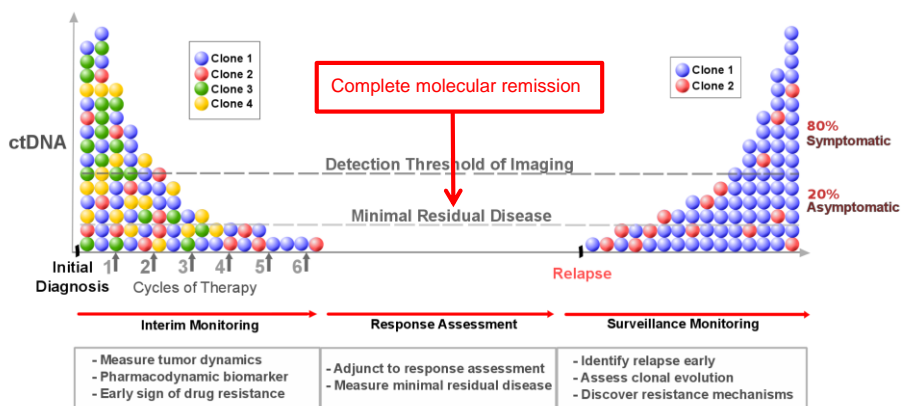 Clone 1
Clone 2
Clone 3
Clone 4
Complete molecular remission
Clone 1
Clone 2
ctDNA
80%
Symptomatic
Detection Threshold of Imaging
20%
Asymptomatic
Minimal Residual Disease
Initial
Diagnosis
1 2 3 4 5 6
Cycles of Therapy
Relapse
Interim Monitoring
Response Assessment
Surveillance Monitoring
- Measure tumor dynamics
- Pharmacodynamic biomarker
- Early sign of drug resistance
- Adjunct to response assessment
- Measure minimal residual disease
- Identify relapse early
- Assess clonal evolution
- Discover resistance mechanisms